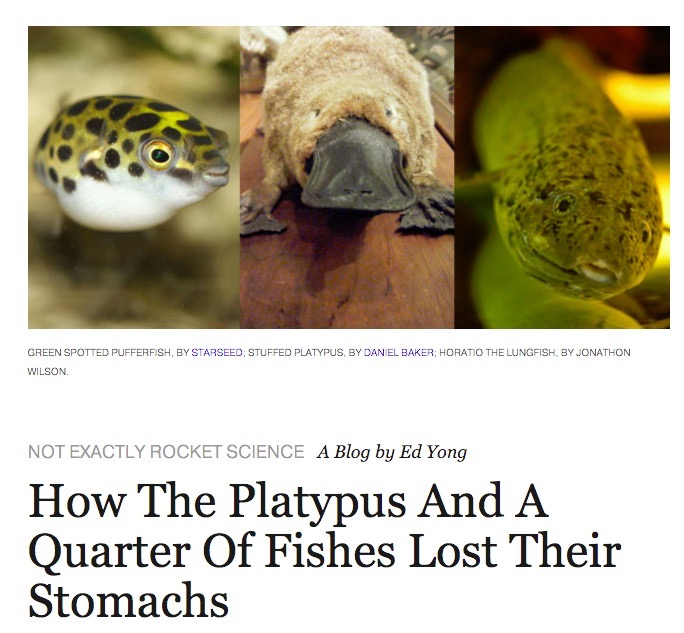 GREEN SPOTTED PUFFERFISH, BY STARSEED; STUFFED PLATYPUS, BY DANIEL BAKER; HORATIO THE LUNGFISH, BY JONATHON
WILSON.
NOT EXACTLY ROCKET SCIENCE A Blog by Ed Yong
How The Platypus And A
Quarter Of Fishes Lost Their
Stomachs